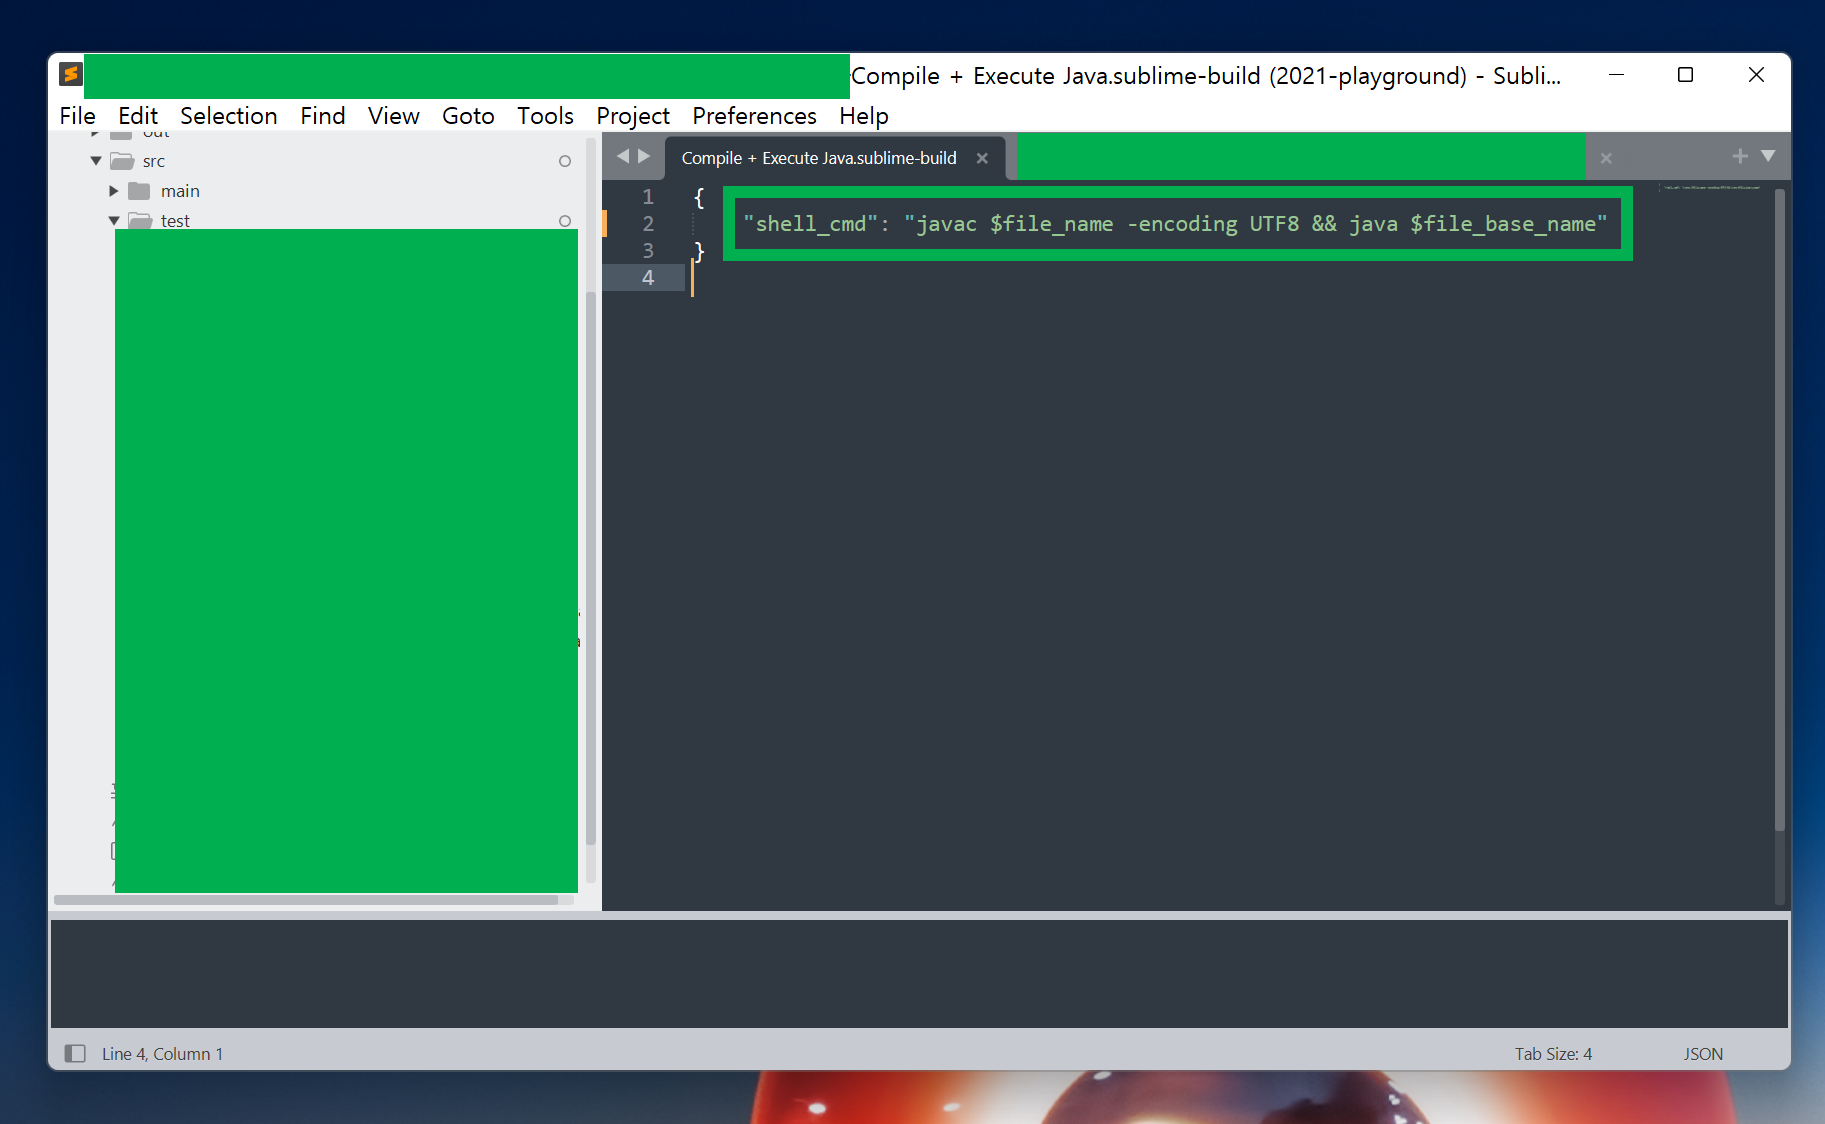 Compile + Execute Java.sublime-build (2021-playground) - Subli...
File Edit Selection Find View Goto Tools Project Preferences Help
out
src
main
test
Compile + Execute Java.sublime-build
1 {
2 "shell_cmd": "javac $file_name -encoding UTF8 && java $file_base_name"
3 }
4
Line 4, Column 1
Tab Size: 4
JSON